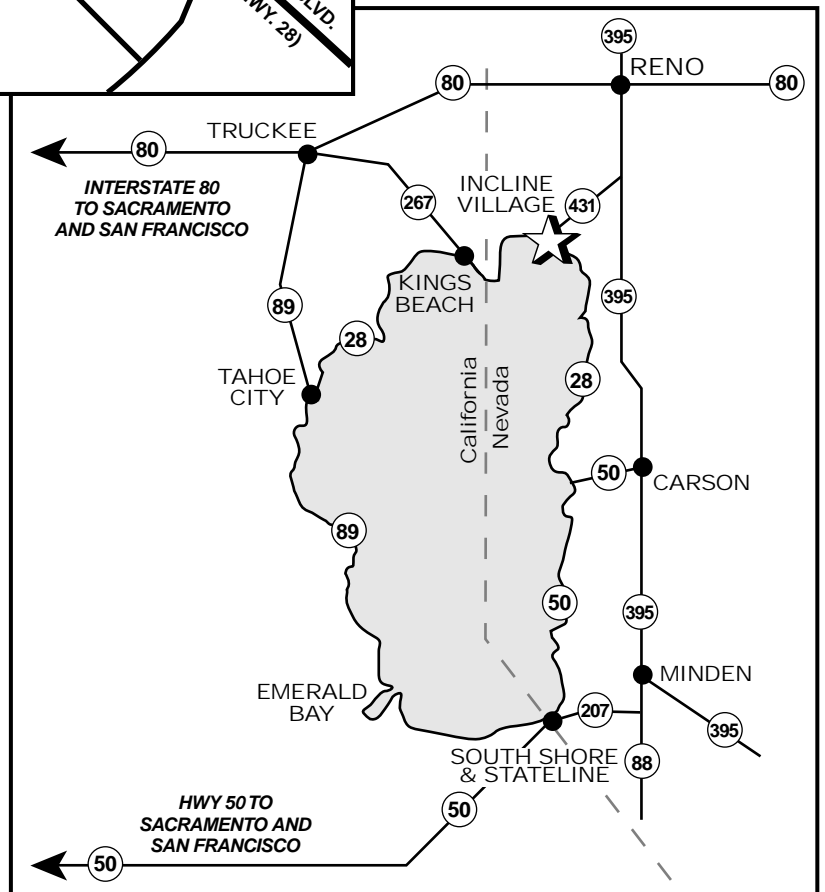 LVD.
WY. 28)
395
RENO
80
80
TRUCKEE
80
INTERSTATE 80
TO SACRAMENTO
AND SAN FRANCISCO
INCLINE
VILLAGE
431
267
KINGS
BEACH
89
395
28
TAHOE
CITY
California
Nevada
28
50
CARSON
89
50
395
MINDEN
EMERALD
BAY
207
395
SOUTH SHORE
& STATELINE
88
HWY 50 TO
SACRAMENTO AND
SAN FRANCISCO
50
50